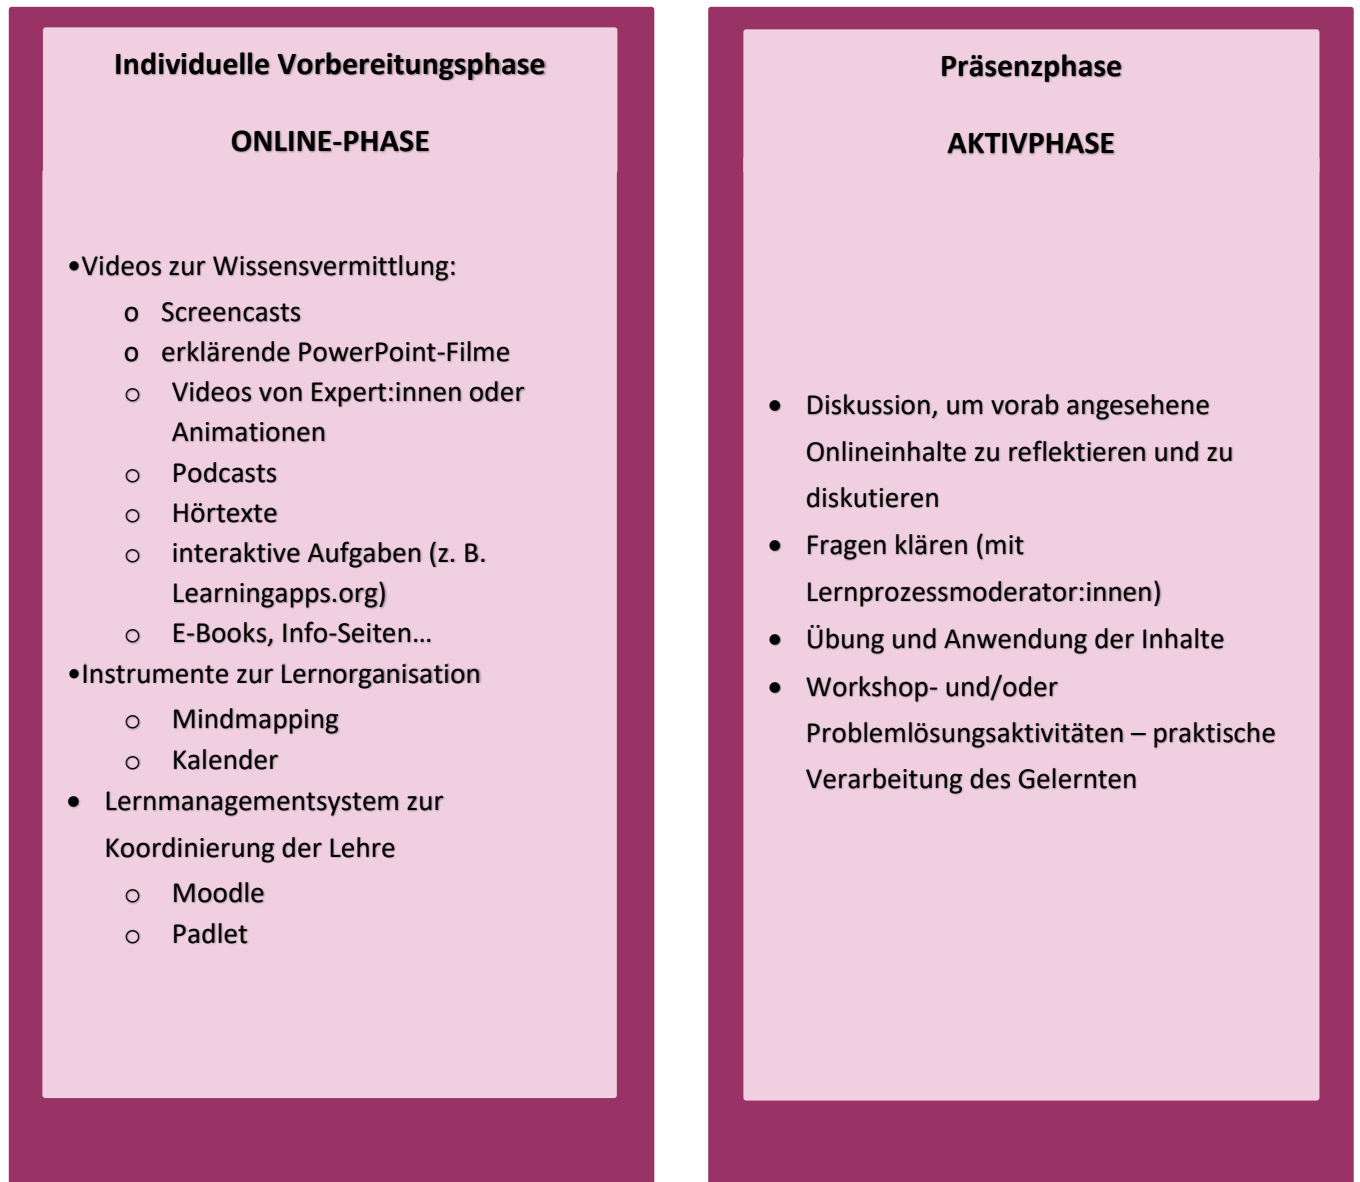 Individuelle Vorbereitungsphase
ONLINE-PHASE
•Videos zur Wissensvermittlung:
o Screencasts
o erklärende PowerPoint-Filme
o Videos von Expert:innen oder
Animationen
o Podcasts
o Hörtexte
o interaktive Aufgaben (z. B.
Learningapps.org)
o E-Books, Info-Seiten…
•Instrumente zur Lernorganisation
o Mindmapping
o Kalender
• Lernmanagementsystem zur
Koordinierung der Lehre
o Moodle
o Padlet
Präsenzphase
AKTIVPHASE
• Diskussion, um vorab angesehene
Onlineinhalte zu reflektieren und zu
diskutieren
• Fragen klären (mit
Lernprozessmoderator:innen)
• Übung und Anwendung der Inhalte
• Workshop- und/oder
Problemlösungsaktivitäten – praktische
Verarbeitung des Gelernten